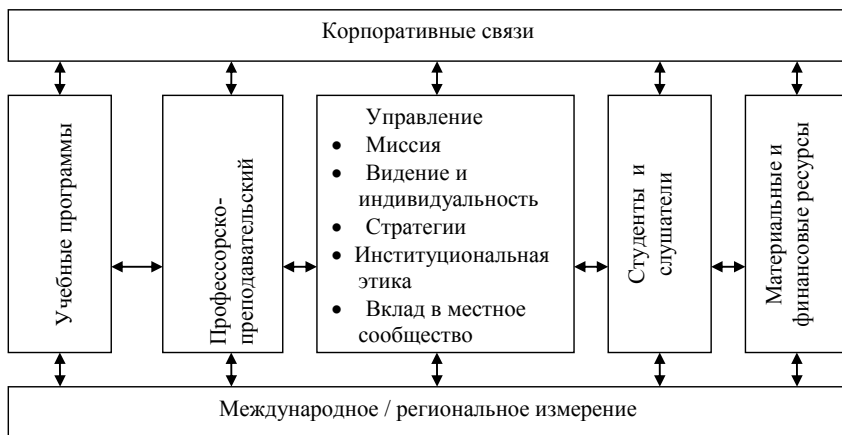 Корпоративные связи
Учебные программы
Профессорско-
преподавательский
Управление
• Миссия
• Видение и
индивидуальность
• Стратегии
• Институциональная
этика
• Вклад в местное
сообщество
Студенты и
слушатели
Материальные и
финансовые ресурсы
Международное / региональное измерение